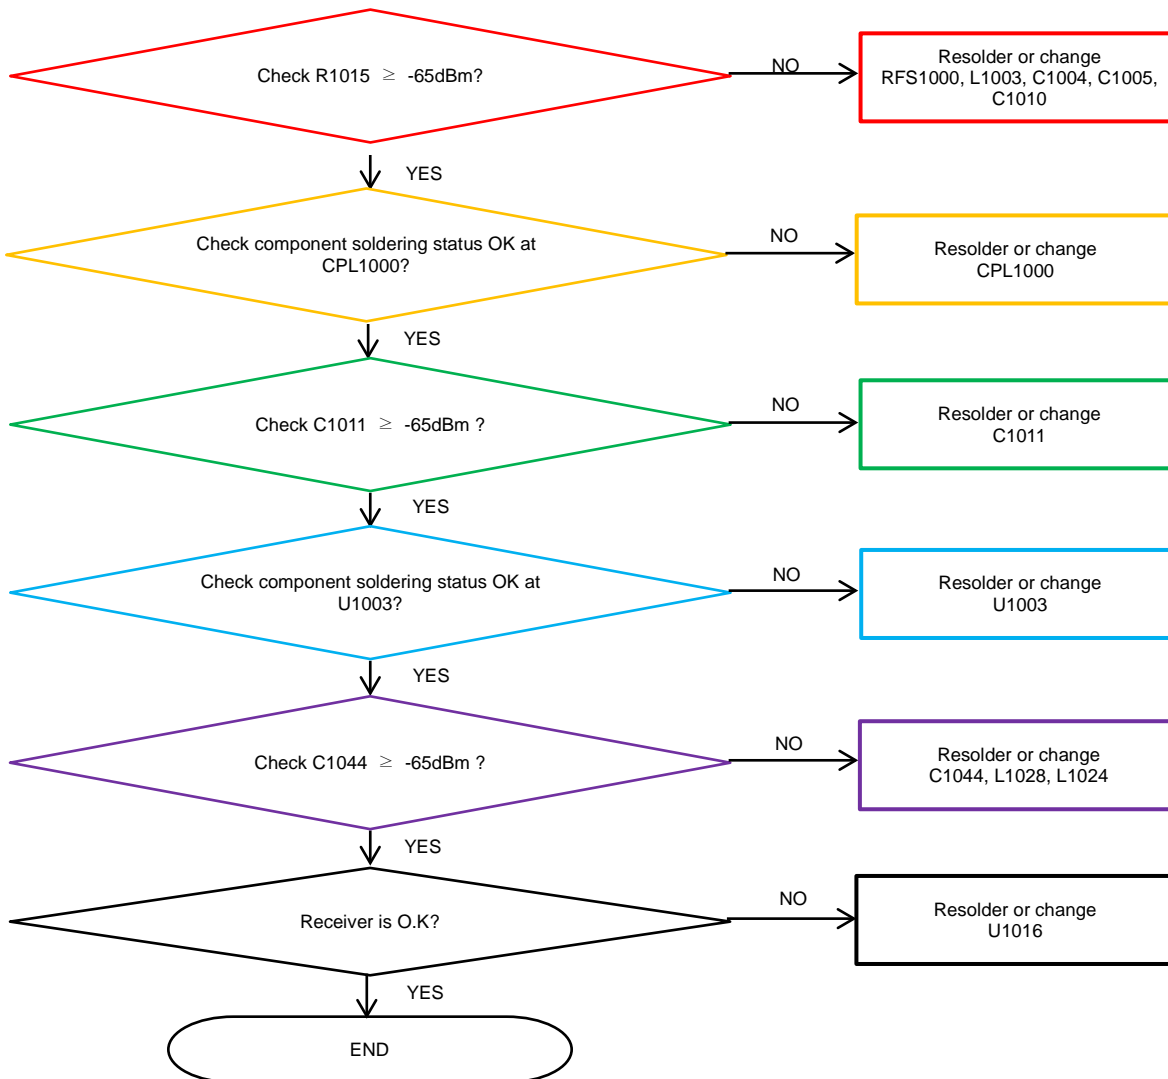 Check R1015 ≥ -65dBm?
NO
Resolder or change
RFS1000, L1003, C1004, C1005,
C1010
YES
Check component soldering status OK at
CPL1000?
NO
Resolder or change
CPL1000
YES
Check C1011 ≥ -65dBm ?
NO
Resolder or change
C1011
YES
Check component soldering status OK at
U1003?
NO
Resolder or change
U1003
YES
Check C1044 ≥ -65dBm ?
NO
Resolder or change
C1044, L1028, L1024
YES
Receiver is O.K?
NO
Resolder or change
U1016
YES
END